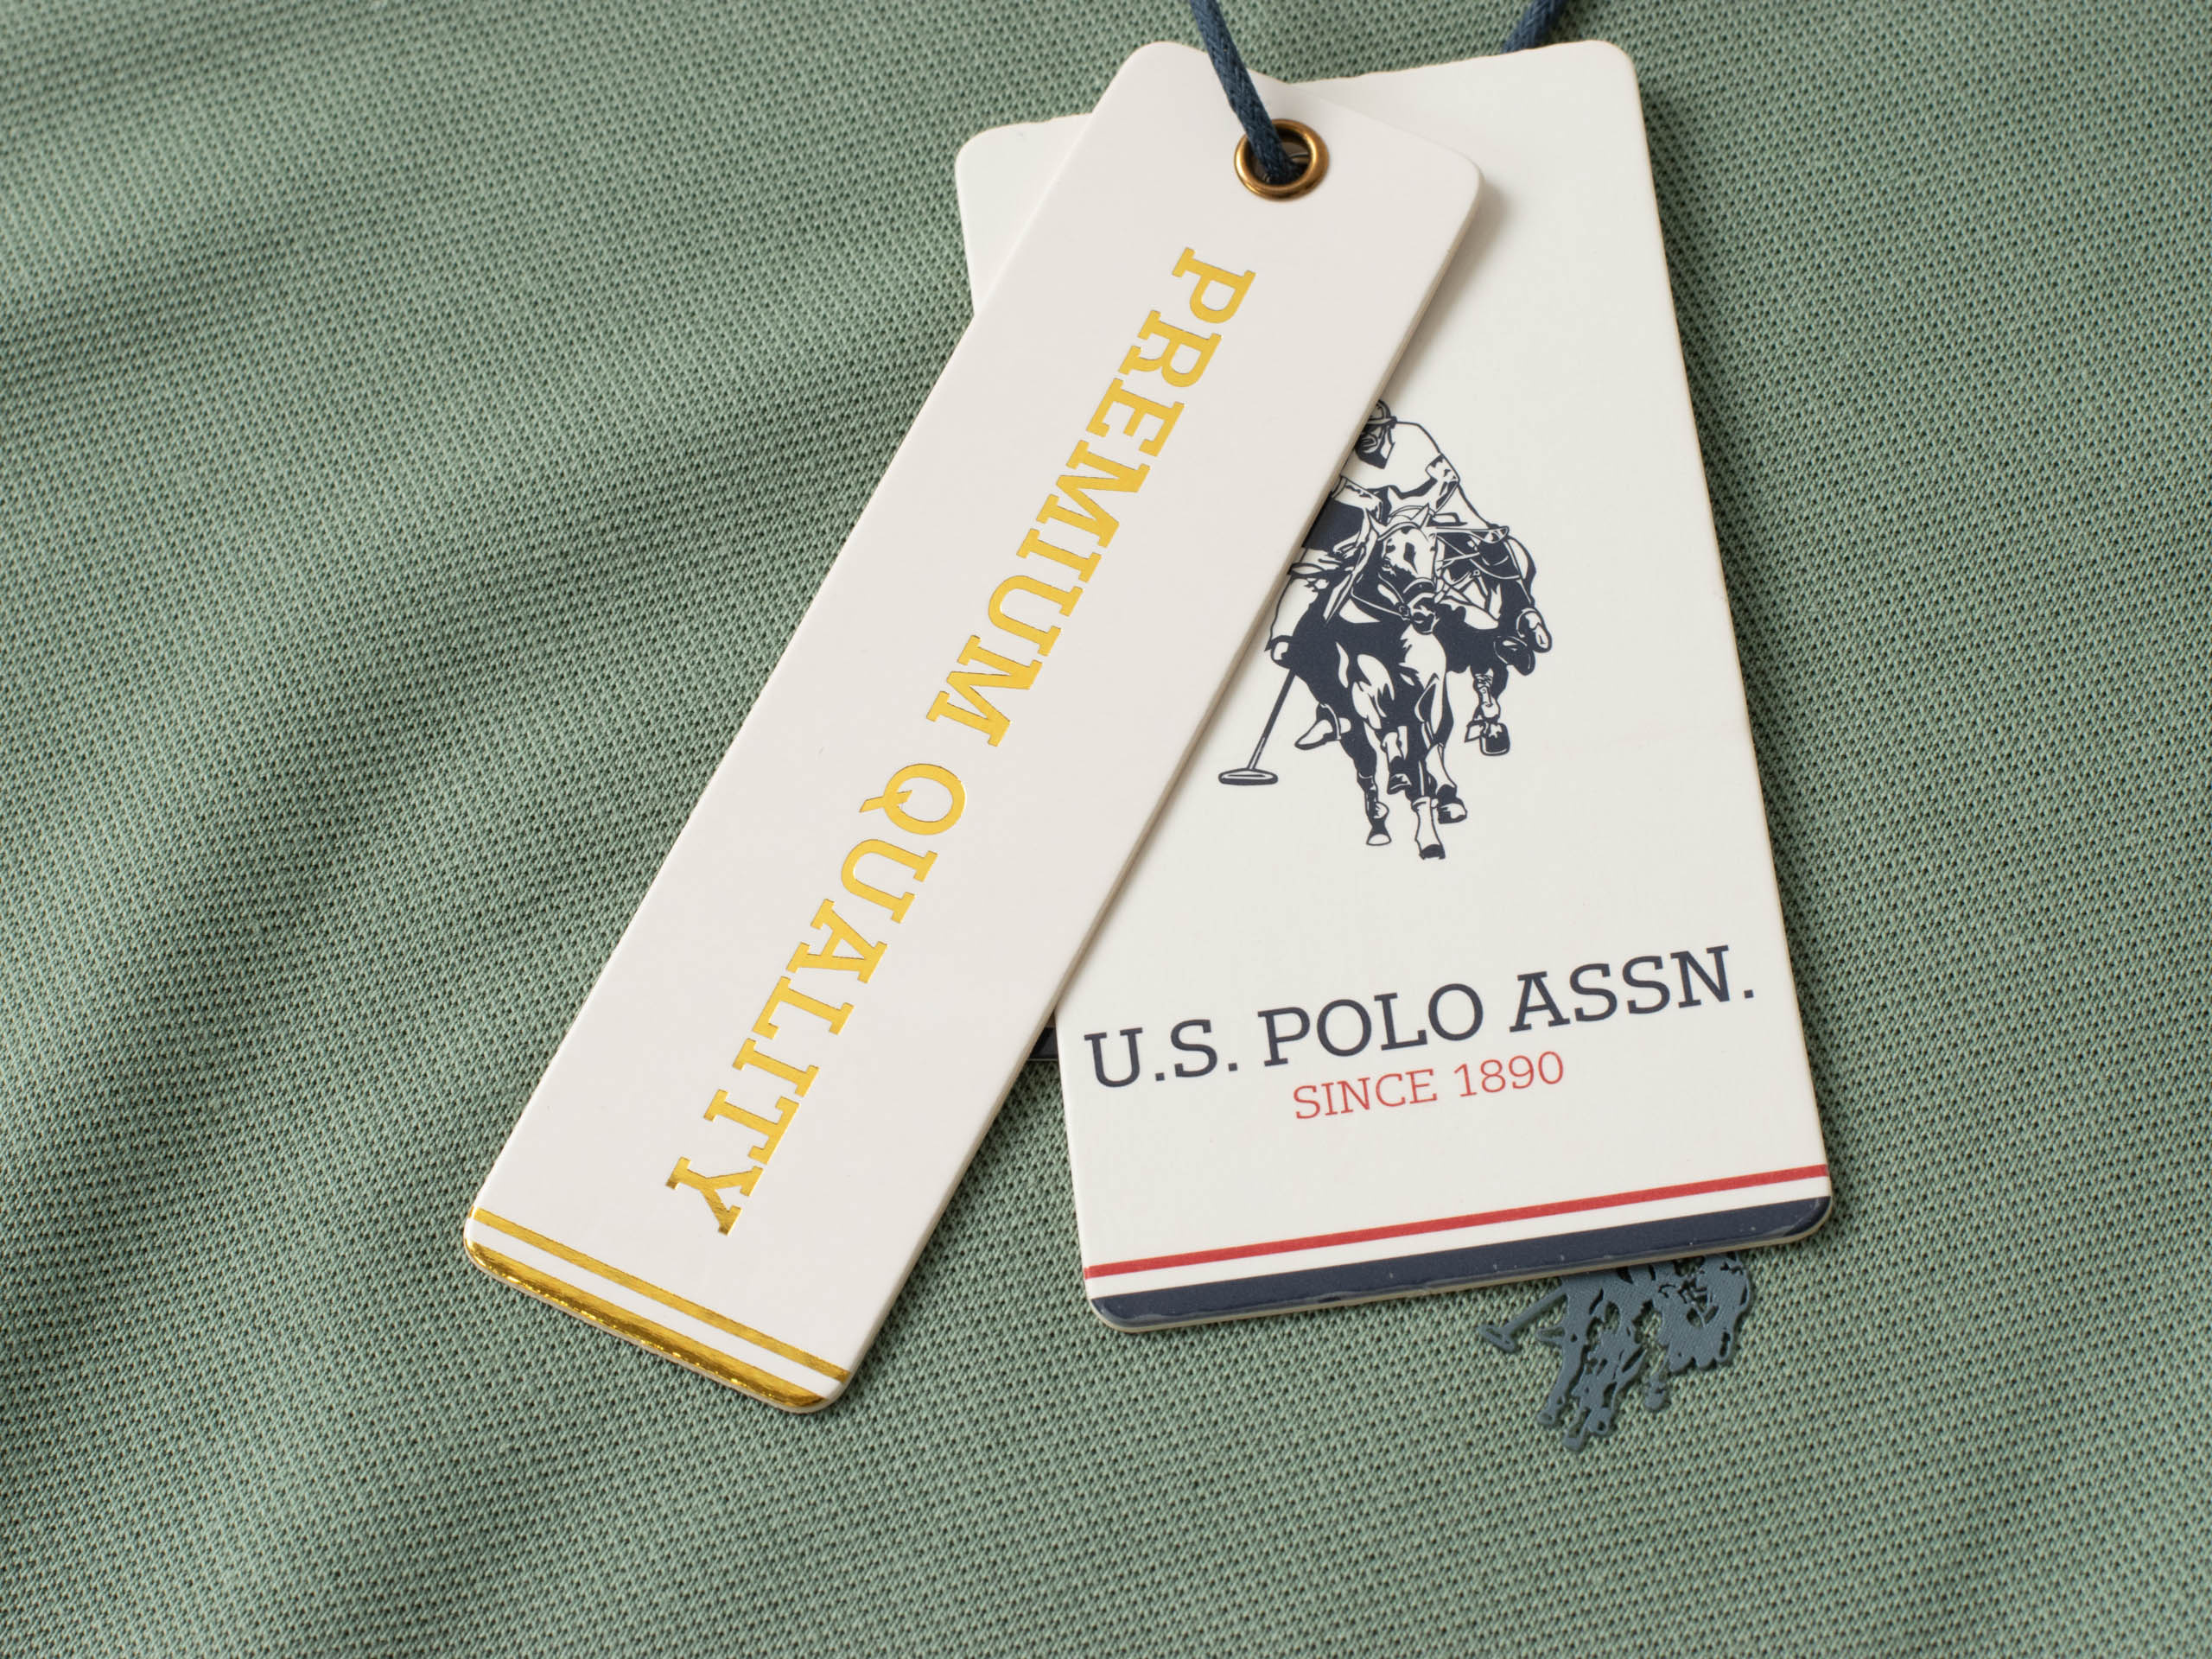 PREMIUM QUALITY
U.S. POLO ASSN.
SINCE 1890